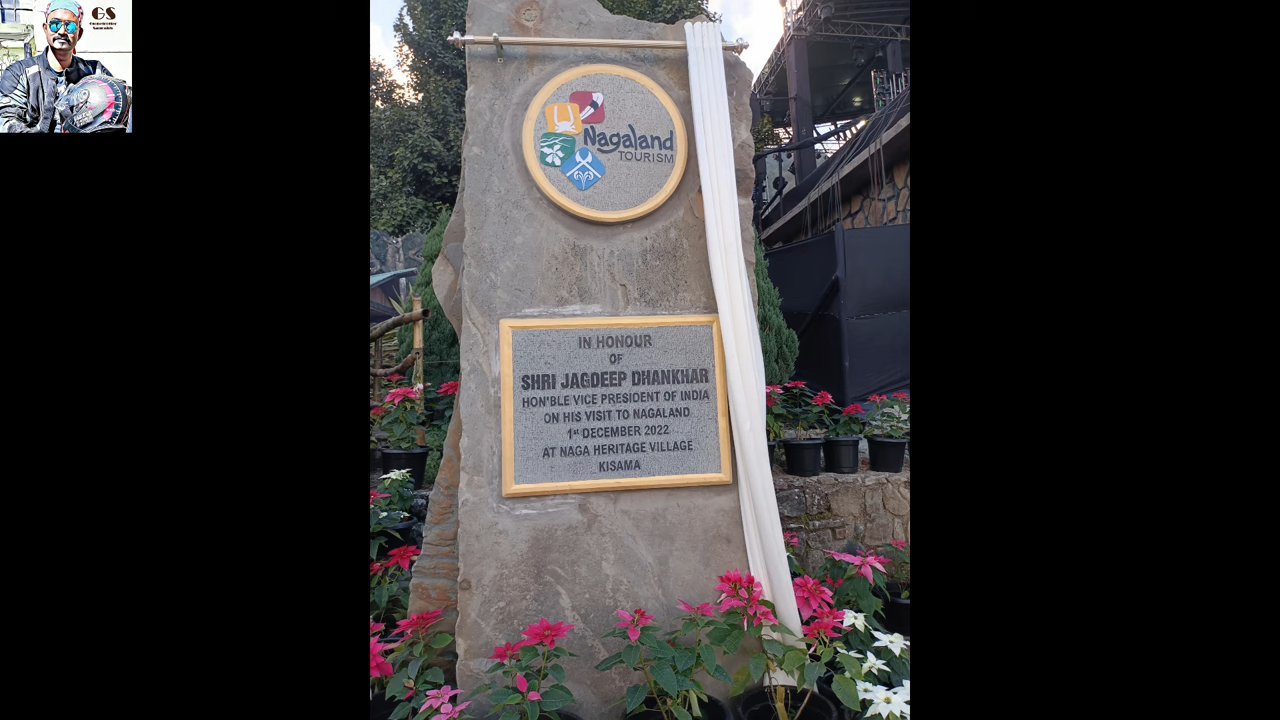 GS
Nagaland
TOURISM
IN HONOUR
OF
SHRI JAGDEEP DHANKHAR
HON'BLE VICE PRESIDENT OF INDIA
ON HIS VISIT TO NAGALAND
1st DECEMBER 2022
AT NAGA HERITAGE VILLAGE
KISAMA